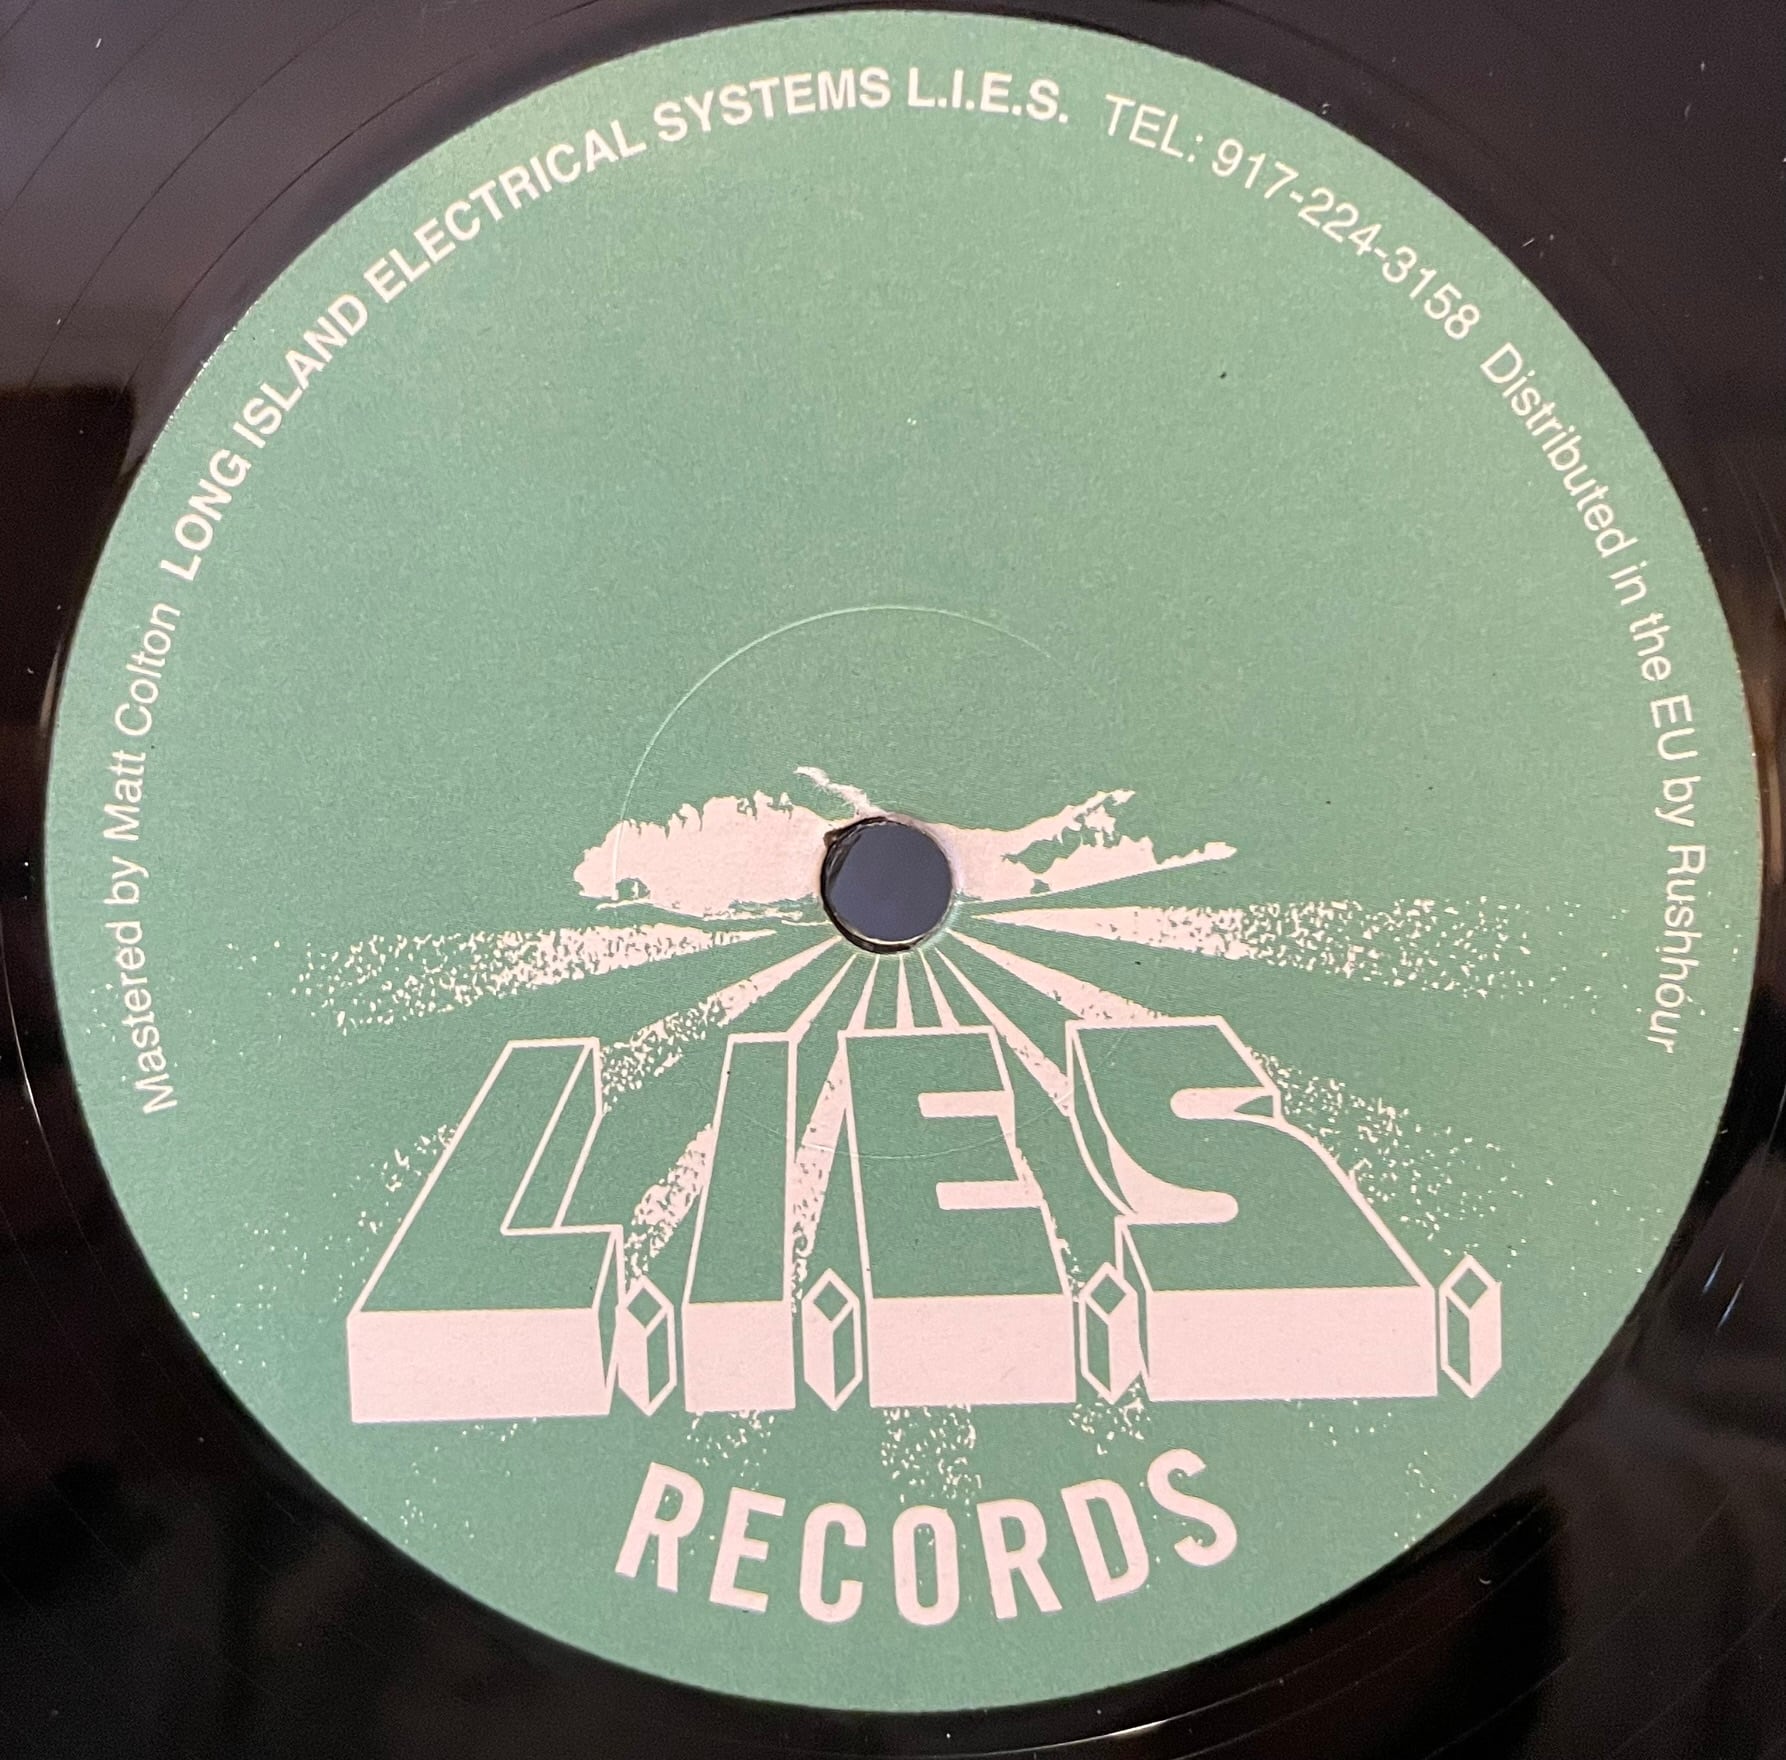 Mastered by Matt Colton LONG ISLAND ELECTRICAL SYSTEMS L.I.E.S. TEL: 917-224-3158 Distributed in the EU by Rushhour
L.I.E.S.
RECORDS